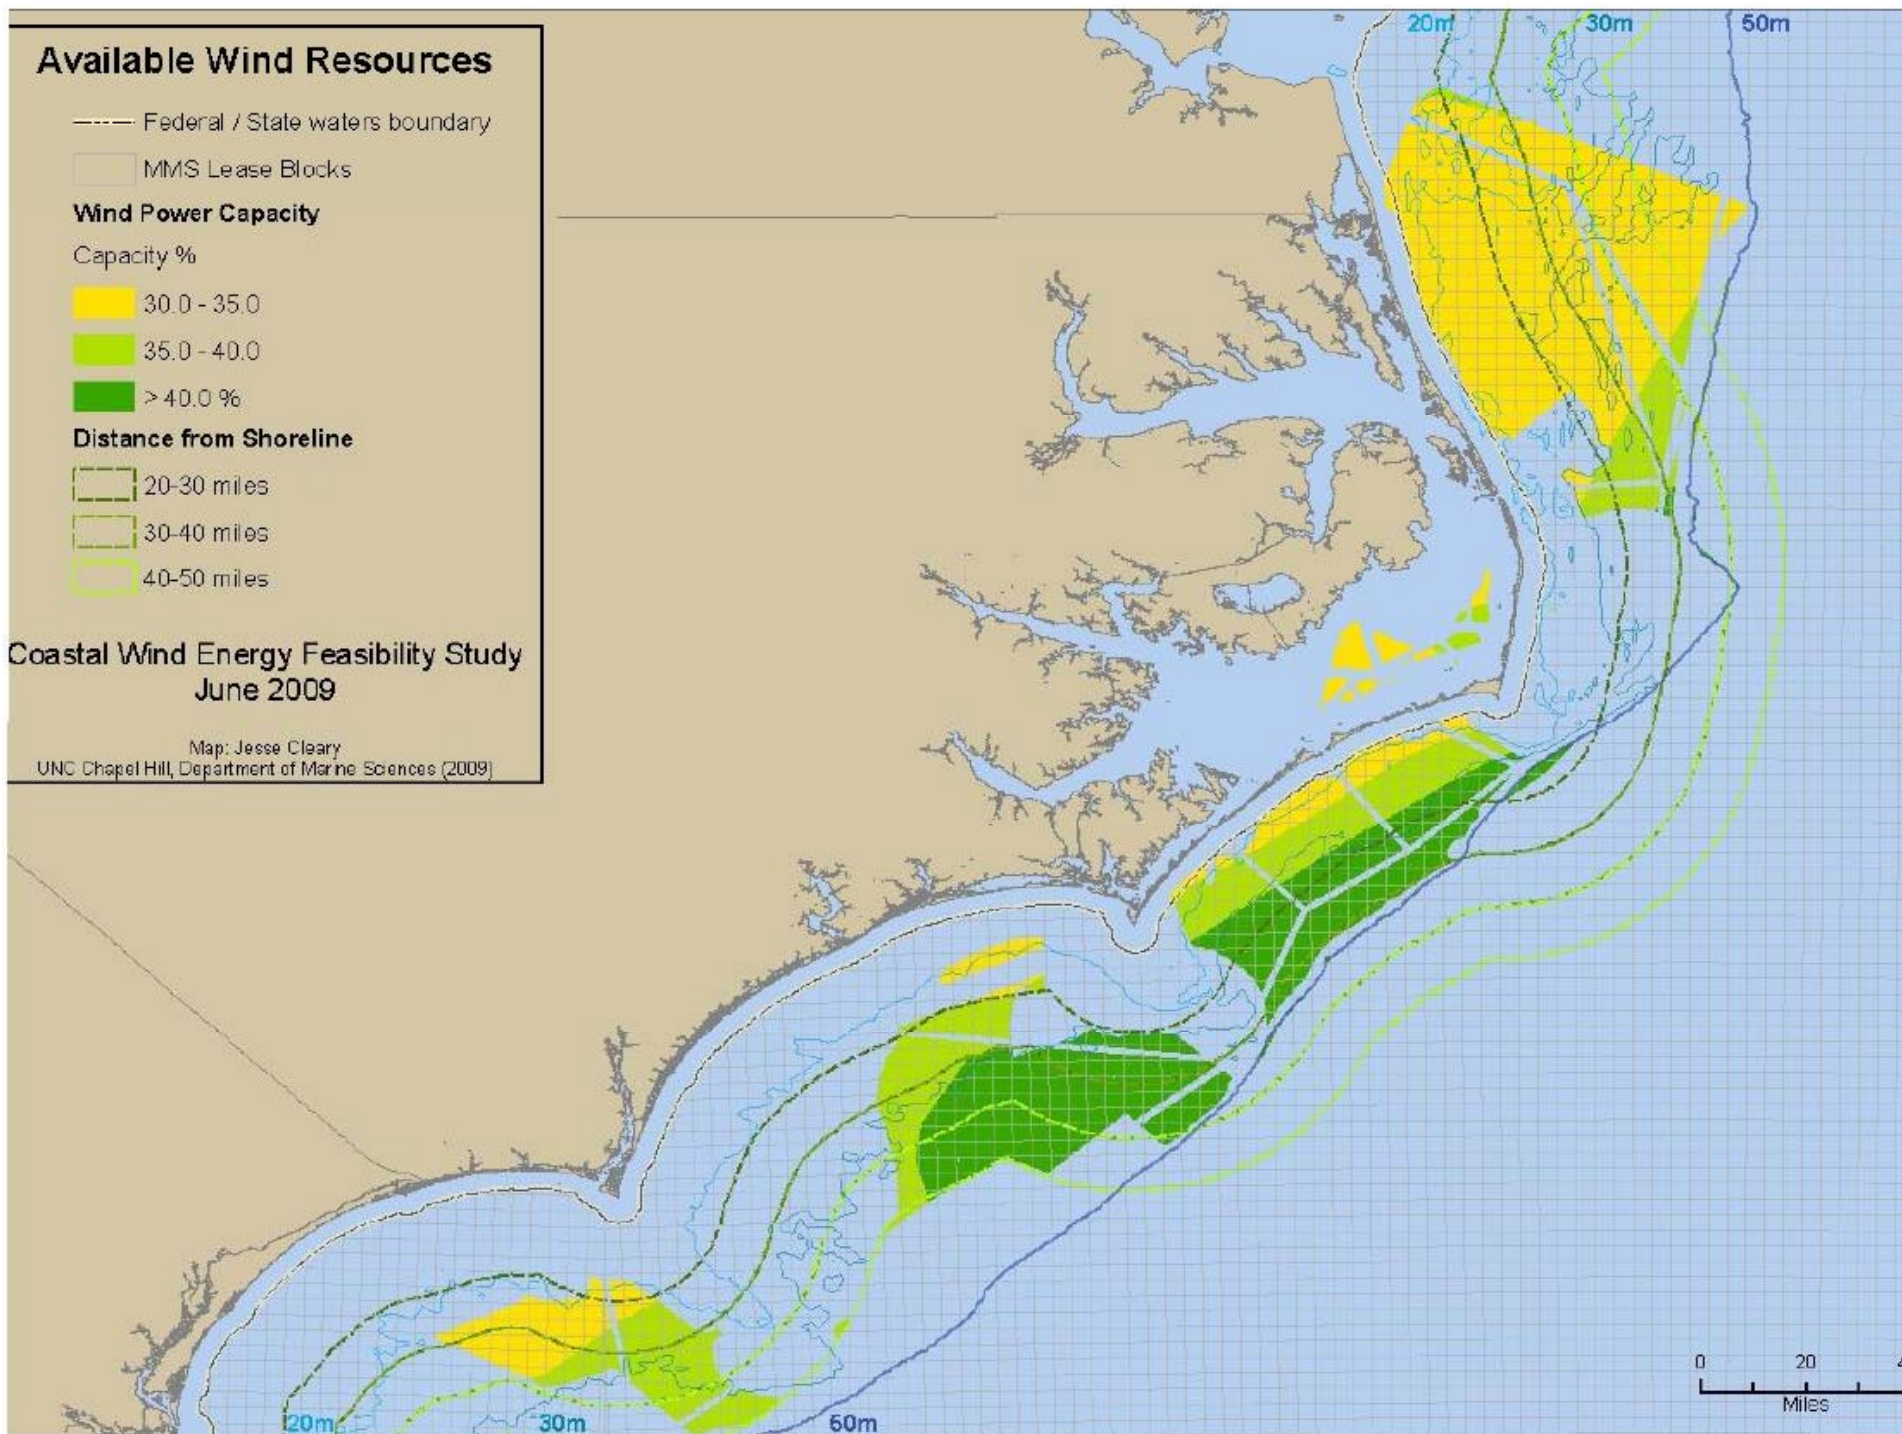 Available Wind Resources
Federal / State waters boundary
MMS Lease Blocks
Wind Power Capacity
Capacity %
30.0 - 35.0
35.0 - 40.0
> 40.0 %
Distance from Shoreline
20-30 miles
30-40 miles
40-50 miles
Coastal Wind Energy Feasibility Study
June 2009
Map: Jesse Cleary
UNC Chapel Hill, Department of Marine Sciences (2009)
20m 30m 50m
20m 30m 50m
0 20
Miles